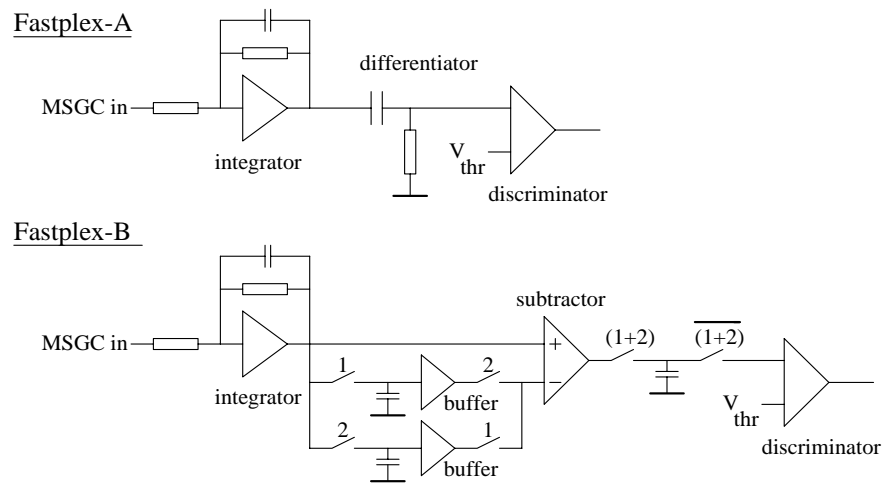 Fastplex-A
differentiator
MSGC in
integrator
V
thr
discriminator
Fastplex-B
subtractor
MSGC in
(1+2)
(1+2)
+
1
2
−
integrator
buffer
V
thr
2
1
discriminator
buffer